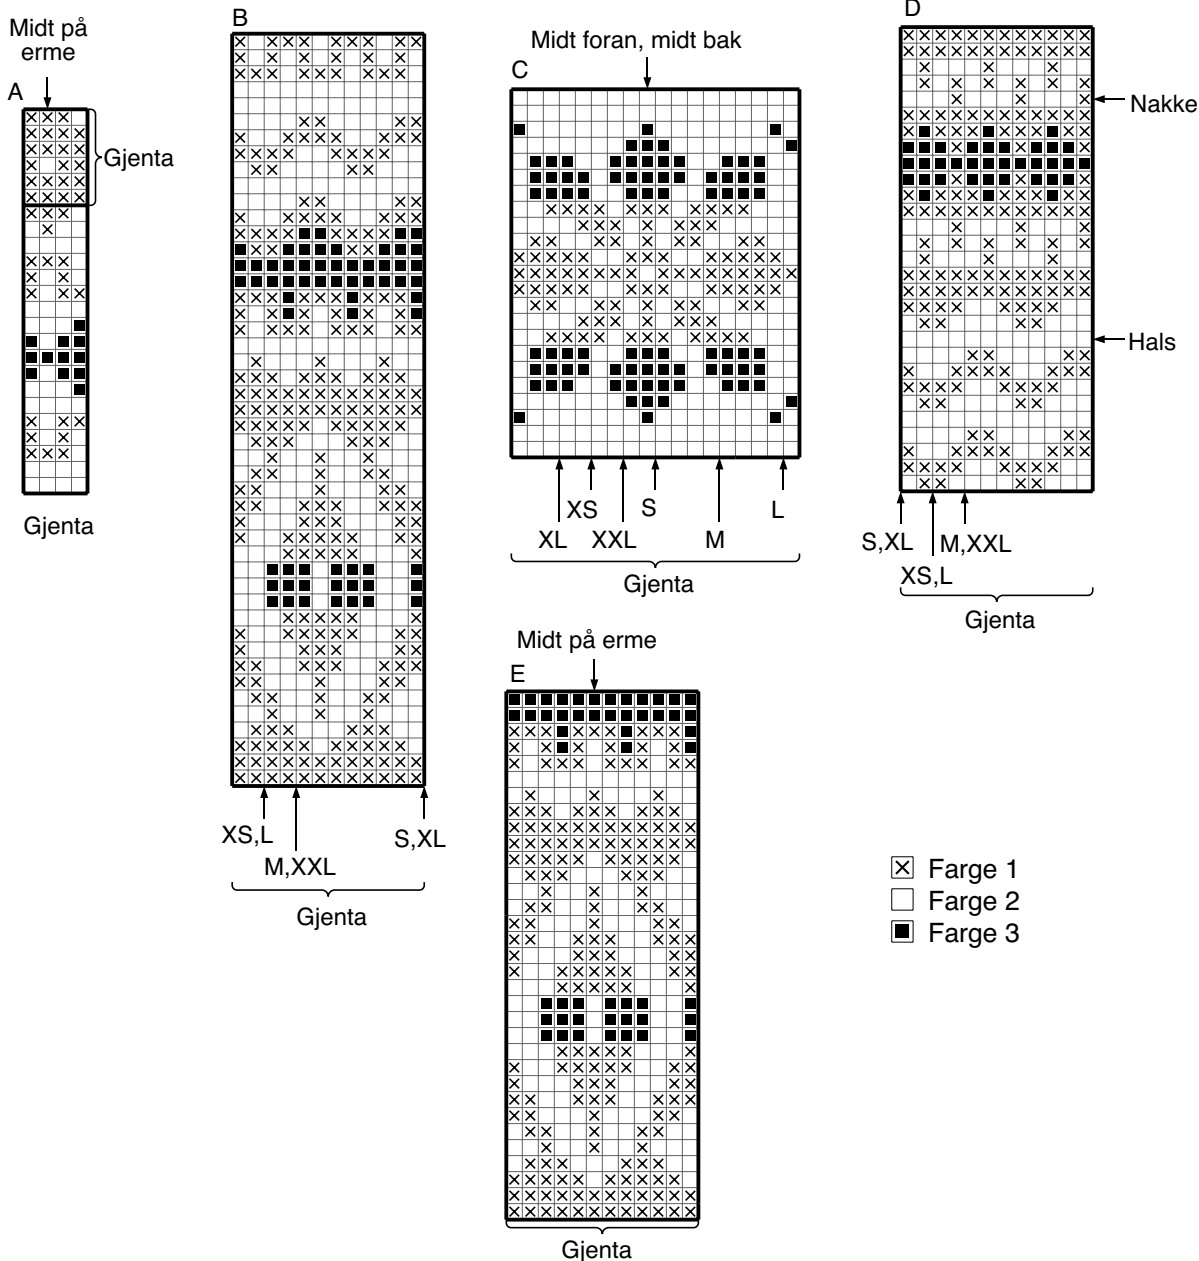 Midt på
erme
A
Gjenta
Gjenta
B
XS,L
M,XXL
S,XL
Gjenta
Midt foran, midt bak
C
XL
XS
XXL
S
M
L
Gjenta
D
Nakke
Hals
S,XL
XS,L
M,XXL
Gjenta
Midt på erme
E
Gjenta
Farge 1
Farge 2
Farge 3